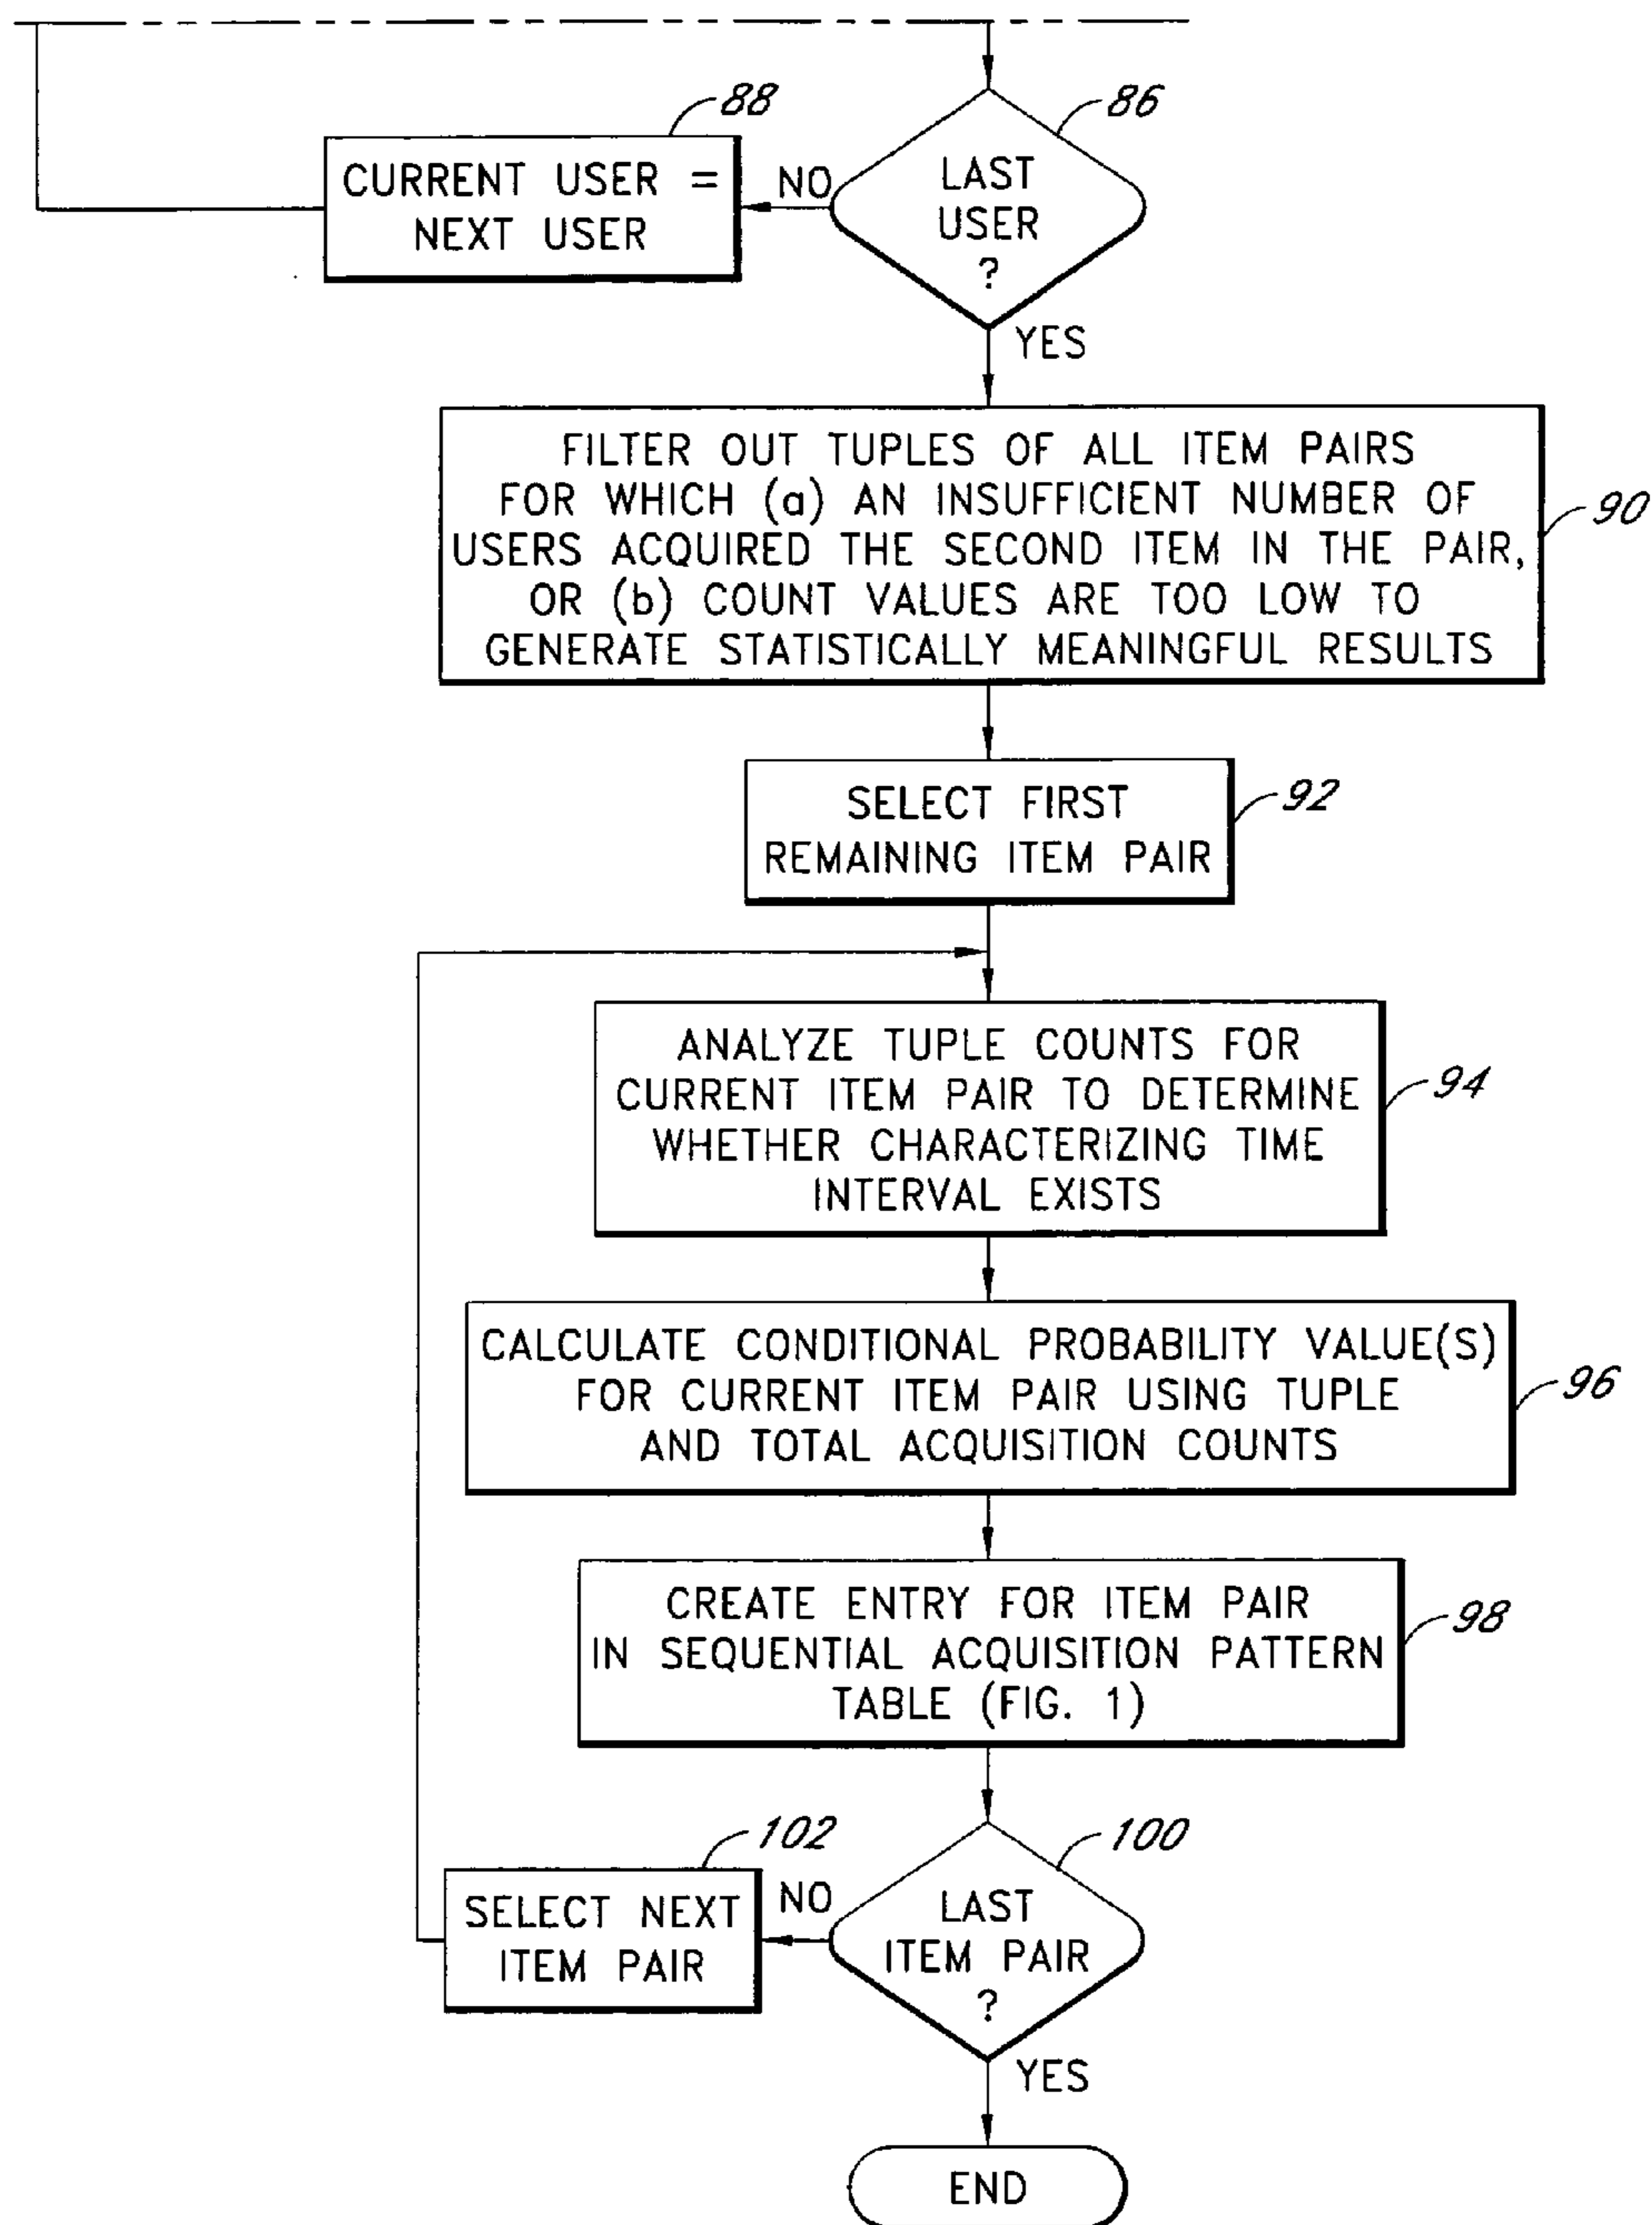 88
86
CURRENT USER =
NEXT USER
NO
LAST
USER
?
YES
FILTER OUT TUPLES OF ALL ITEM PAIRS
FOR WHICH (a) AN INSUFFICIENT NUMBER OF
USERS ACQUIRED THE SECOND ITEM IN THE PAIR,
OR (b) COUNT VALUES ARE TOO LOW TO
GENERATE STATISTICALLY MEANINGFUL RESULTS
90
SELECT FIRST
REMAINING ITEM PAIR
92
ANALYZE TUPLE COUNTS FOR
CURRENT ITEM PAIR TO DETERMINE
WHETHER CHARACTERIZING TIME
INTERVAL EXISTS
94
CALCULATE CONDITIONAL PROBABILITY VALUE(S)
FOR CURRENT ITEM PAIR USING TUPLE
AND TOTAL ACQUISITION COUNTS
96
CREATE ENTRY FOR ITEM PAIR
IN SEQUENTIAL ACQUISITION PATTERN
TABLE (FIG. 1)
98
102
100
SELECT NEXT
ITEM PAIR
NO
LAST
ITEM PAIR
?
YES
END